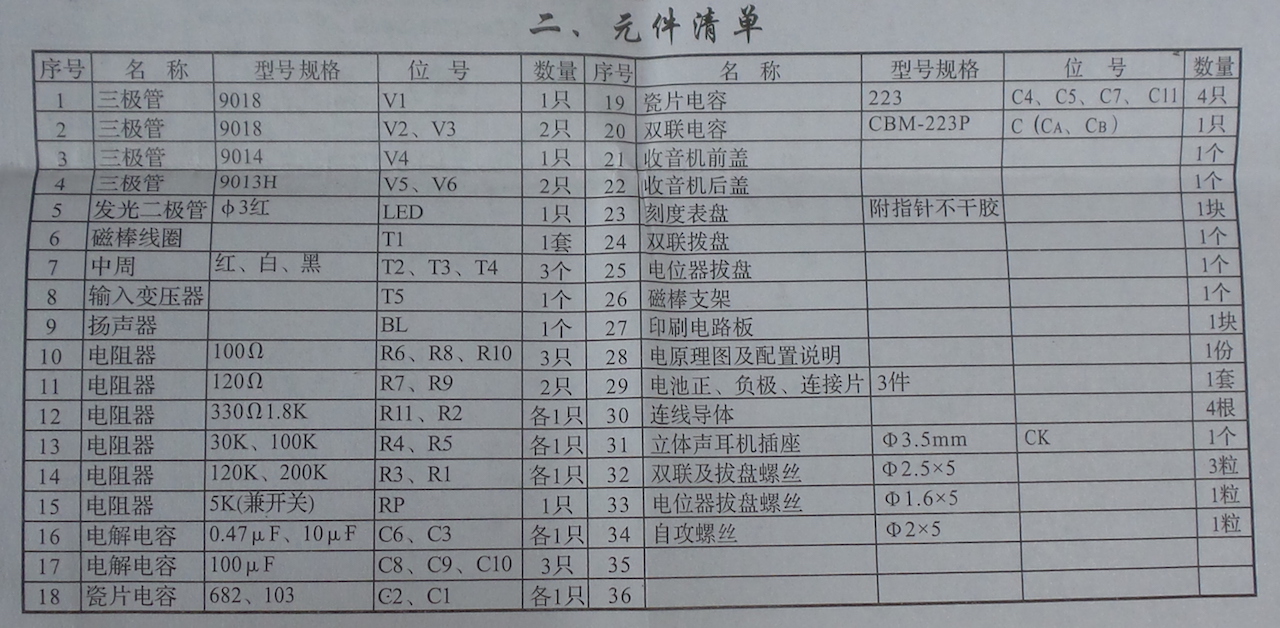 二、元件清单
序号 名 称 型号规格 位 号 数量 序号 名 称 型号规格 位 号 数量
1 三极管 9018 V1 1只 19 瓷片电容 223 C4、C5、C7、C11 4只
2 三极管 9018 V2、V3 2只 20 双联电容 CBM-223P C（CA、CB） 1只
3 三极管 9014 V4 1只 21 收音机前盖 1个
4 三极管 9013H V5、V6 2只 22 收音机后盖 1个
5 发光二极管 φ3红 LED 1只 23 刻度表盘 附指针不干胶 1块
6 磁棒线圈 T1 1套 24 双联拨盘 1个
7 中周 红、白、黑 T2、T3、T4 3个 25 电位器拔盘 1个
8 输入变压器 T5 1个 26 磁棒支架 1个
9 扬声器 BL 1个 27 印刷电路板 1块
10 电阻器 100Ω R6、R8、R10 3只 28 电原理图及配置说明 1份
11 电阻器 120Ω R7、R9 2只 29 电池正、负极、连接片 3件 1套
12 电阻器 330Ω1.8K R11、R2 各1只 30 连线导体 4根
13 电阻器 30K、100K R4、R5 各1只 31 立体声耳机插座 Φ3.5mm CK 1个
14 电阻器 120K、200K R3、R1 各1只 32 双联及拔盘螺丝 Φ2.5×5 3粒
15 电阻器 5K(兼开关) RP 1只 33 电位器拔盘螺丝 Φ1.6×5 1粒
16 电解电容 0.47μF、10μF C6、C3 各1只 34 自攻螺丝 Φ2×5 1粒
17 电解电容 100μF C8、C9、C10 3只 35
18 瓷片电容 682、103 C2、C1 各1只 36